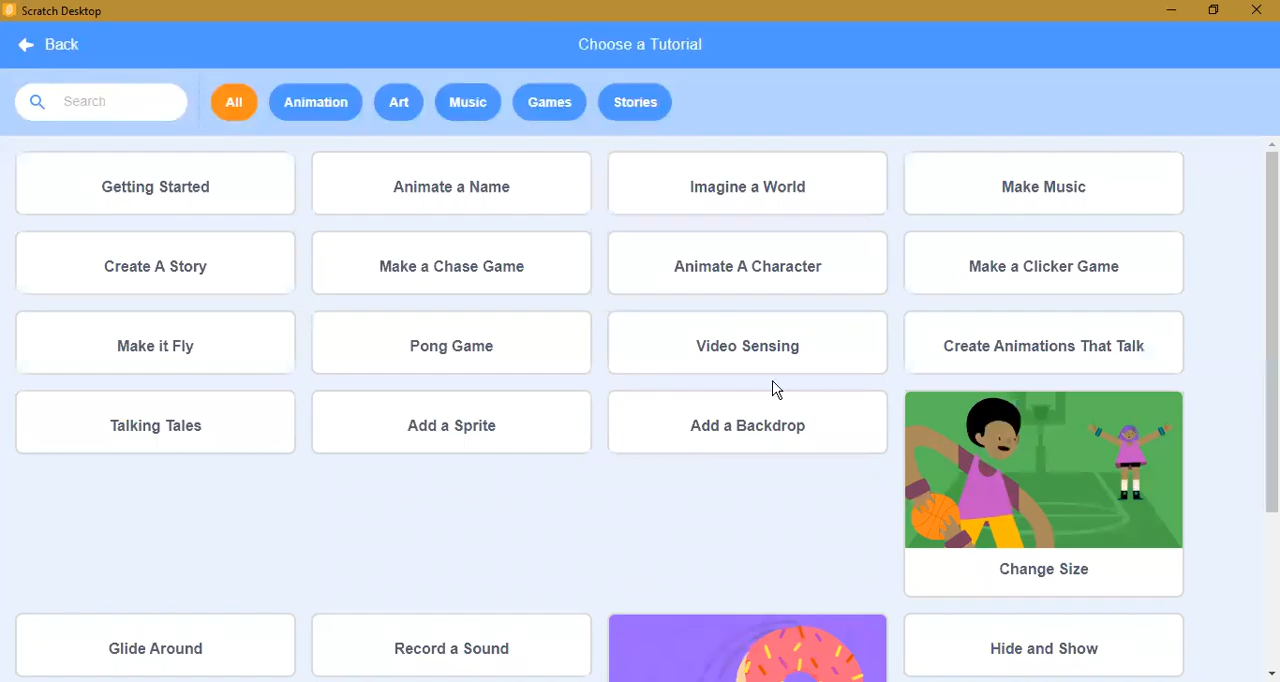 Scratch Desktop
Back
Choose a Tutorial
Search
All
Animation
Art
Music
Games
Stories
Getting Started
Animate a Name
Imagine a World
Make Music
Create A Story
Make a Chase Game
Animate A Character
Make a Clicker Game
Make it Fly
Pong Game
Video Sensing
Create Animations That Talk
Talking Tales
Add a Sprite
Add a Backdrop
Change Size
Glide Around
Record a Sound
Hide and Show